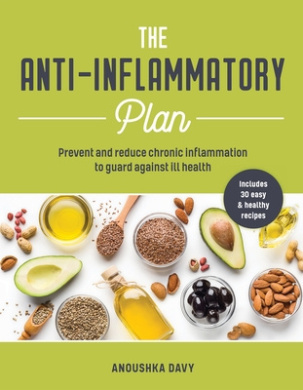 THE
ANTI-INFLAMMATORY
Plan
Prevent and reduce chronic inflammation
to guard against ill health
includes
30 easy
& healthy
recipes
ANOUSHKA DAVY